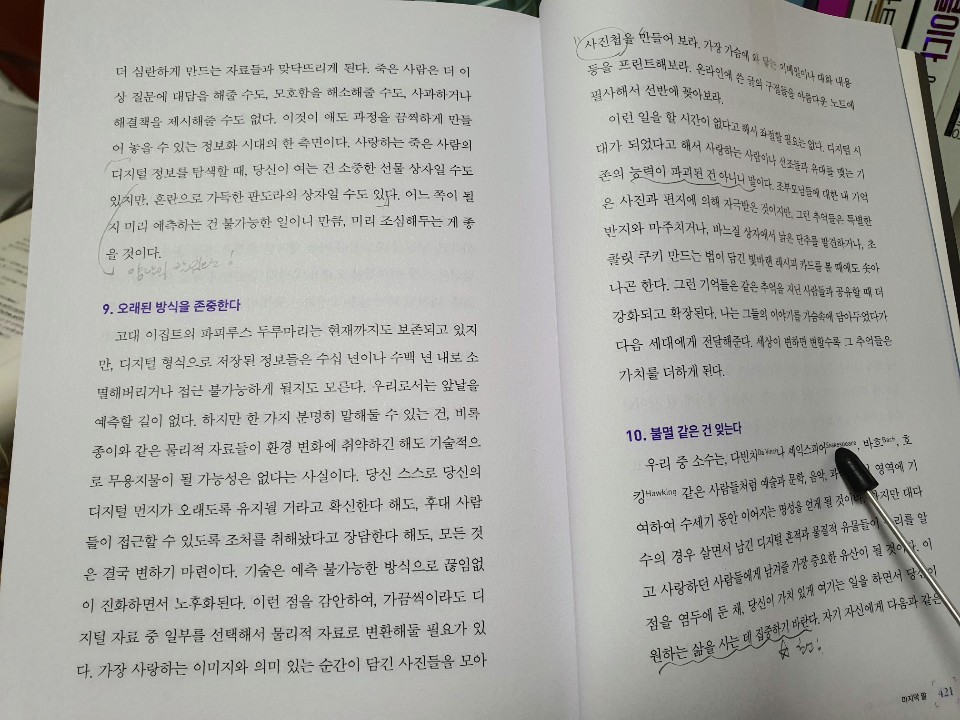 더 심란하게 만드는 자료들과 맞닥뜨리게 된다. 죽은 사람은 더 이
상 질문에 대답을 해줄 수도, 모호함을 해소해줄 수도, 사과하거나
해결책을 제시해줄 수도 없다. 이것이 애도 과정을 끔찍하게 만들
어 놓을 수 있는 정보화 시대의 한 측면이다. 사랑하는 죽은 사람의
디지털 정보를 탐색할 때, 당신이 여는 건 소중한 선물 상자일 수도
있지만, 혼란으로 가득한 판도라의 상자일 수도 있다. 어느 쪽이 될
지 미리 예측하는 건 불가능한 일이니 만큼, 미리 조심해두는 게 좋
을 것이다.
9. 오래된 방식을 존중한다
고대 이집트의 파피루스 두루마리는 현재까지도 보존되고 있지
만, 디지털 형식으로 저장된 정보들은 수십 년이나 수백 년 내로 소
멸해버리거나 접근 불가능하게 될지도 모른다. 우리로서는 앞날을
예측할 길이 없다. 하지만 한 가지 분명히 말해둘 수 있는 건, 비록
종이와 같은 물리적 자료들이 환경 변화에 취약하긴 해도 기술적으
로 무용지물이 될 가능성은 없다는 사실이다. 당신 스스로 당신의
디지털 먼지가 오래도록 유지될 거라고 확신한다 해도, 후대 사람
들이 접근할 수 있도록 조처를 취해놨다고 장담한다 해도, 모든 것
은 결국 변하기 마련이다. 기술은 예측 불가능한 방식으로 끊임없
이 진화하면서 노후화된다. 이런 점을 감안하여, 가끔씩이라도 디
지털 자료 중 일부를 선택해서 물리적 자료로 변환해둘 필요가 있
다. 가장 사랑하는 이미지와 의미 있는 순간이 담긴 사진들을 모아
사진첩을 만들어 보라. 가장 가슴에 와 닿는 이메일이나 대화 내용
등을 프린트해보라. 온라인에 쓴 글의 구절들을 아름다운 노트에
필사해서 선반에 꽂아보라.
이런 일을 할 시간이 없다고 해서 좌절할 필요는 없다. 디지털 시
대가 되었다고 해서 사랑하는 사람이나 선조들과 유대를 맺는 기
존의 능력이 파괴된 건 아니니 말이다. 조부모님들에 대한 내 기억
은 사진과 편지에 의해 자극받은 것이지만, 그런 추억들은 특별한
반지와 마주치거나, 바느질 상자에서 낡은 단추를 발견하거나, 초
콜릿 쿠키 만드는 법이 담긴 빛바랜 레시피 카드를 볼 때에도 솟아
나곤 한다. 그런 기억들은 같은 추억을 지닌 사람들과 공유할 때 더
강화되고 확장된다. 나는 그들의 이야기를 가슴속에 담아두었다가
다음 세대에게 전달해준다. 세상이 변하면 변할수록 그 추억들은
가치를 더하게 된다.
10. 불멸 같은 건 잊는다
우리 중 소수는, 다빈치Da Vinci나 셰익스피어Shakespeare, 바흐Bach, 호
킹Hawking 같은 사람들처럼 예술과 문학, 음악, 영역에 기
여하여 수세기 동안 이어지는 명성을 얻게 될 것이다. 하지만 대다
수의 경우 살면서 남긴 디지털 흔적과 물질적 유물들이 우리를 알
고 사랑하던 사람들에게 남겨줄 가장 중요한 유산이 될 것이다. 이
점을 염두에 둔 채, 당신이 가치 있게 여기는 일을 하면서 당신이
원하는 삶을 사는 데 집중하기 바란다. 자기 자신에게 다음과 같은
마지막 말 421